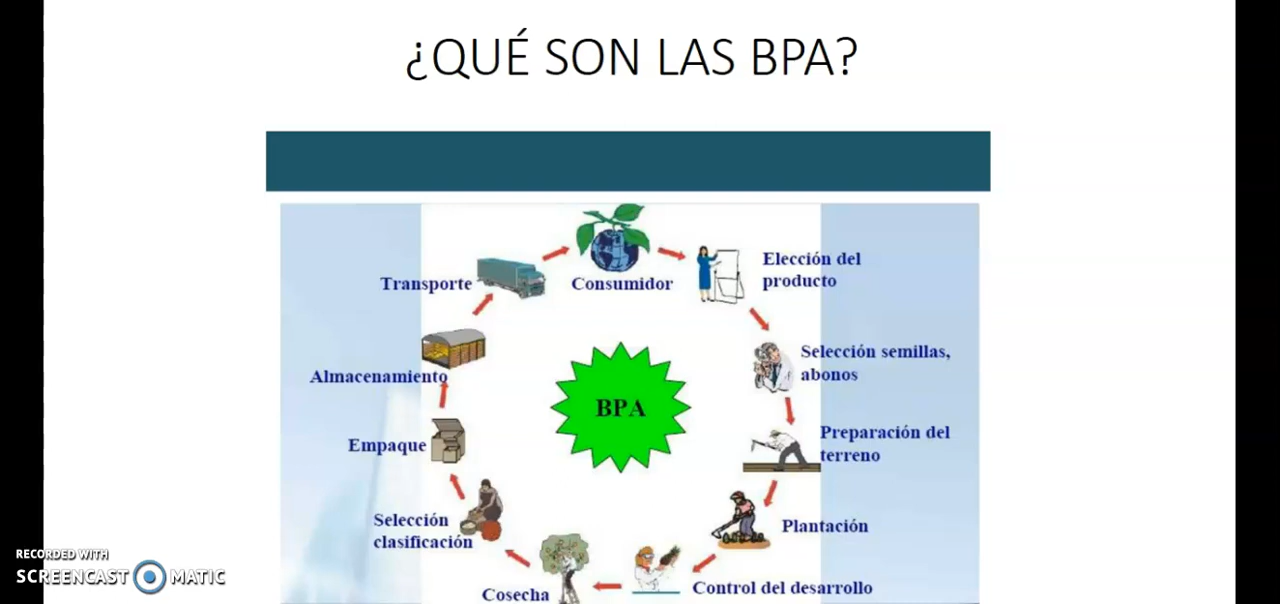 ¿QUÉ SON LAS BPA?
Consumidor
Elección del
producto
Selección semillas,
abonos
Preparación del
terreno
Plantación
Control del desarrollo
Cosecha
Selección
clasificación
Empaque
Almacenamiento
Transporte
BPA
RECORDED WITH
SCREENCAST MATIC